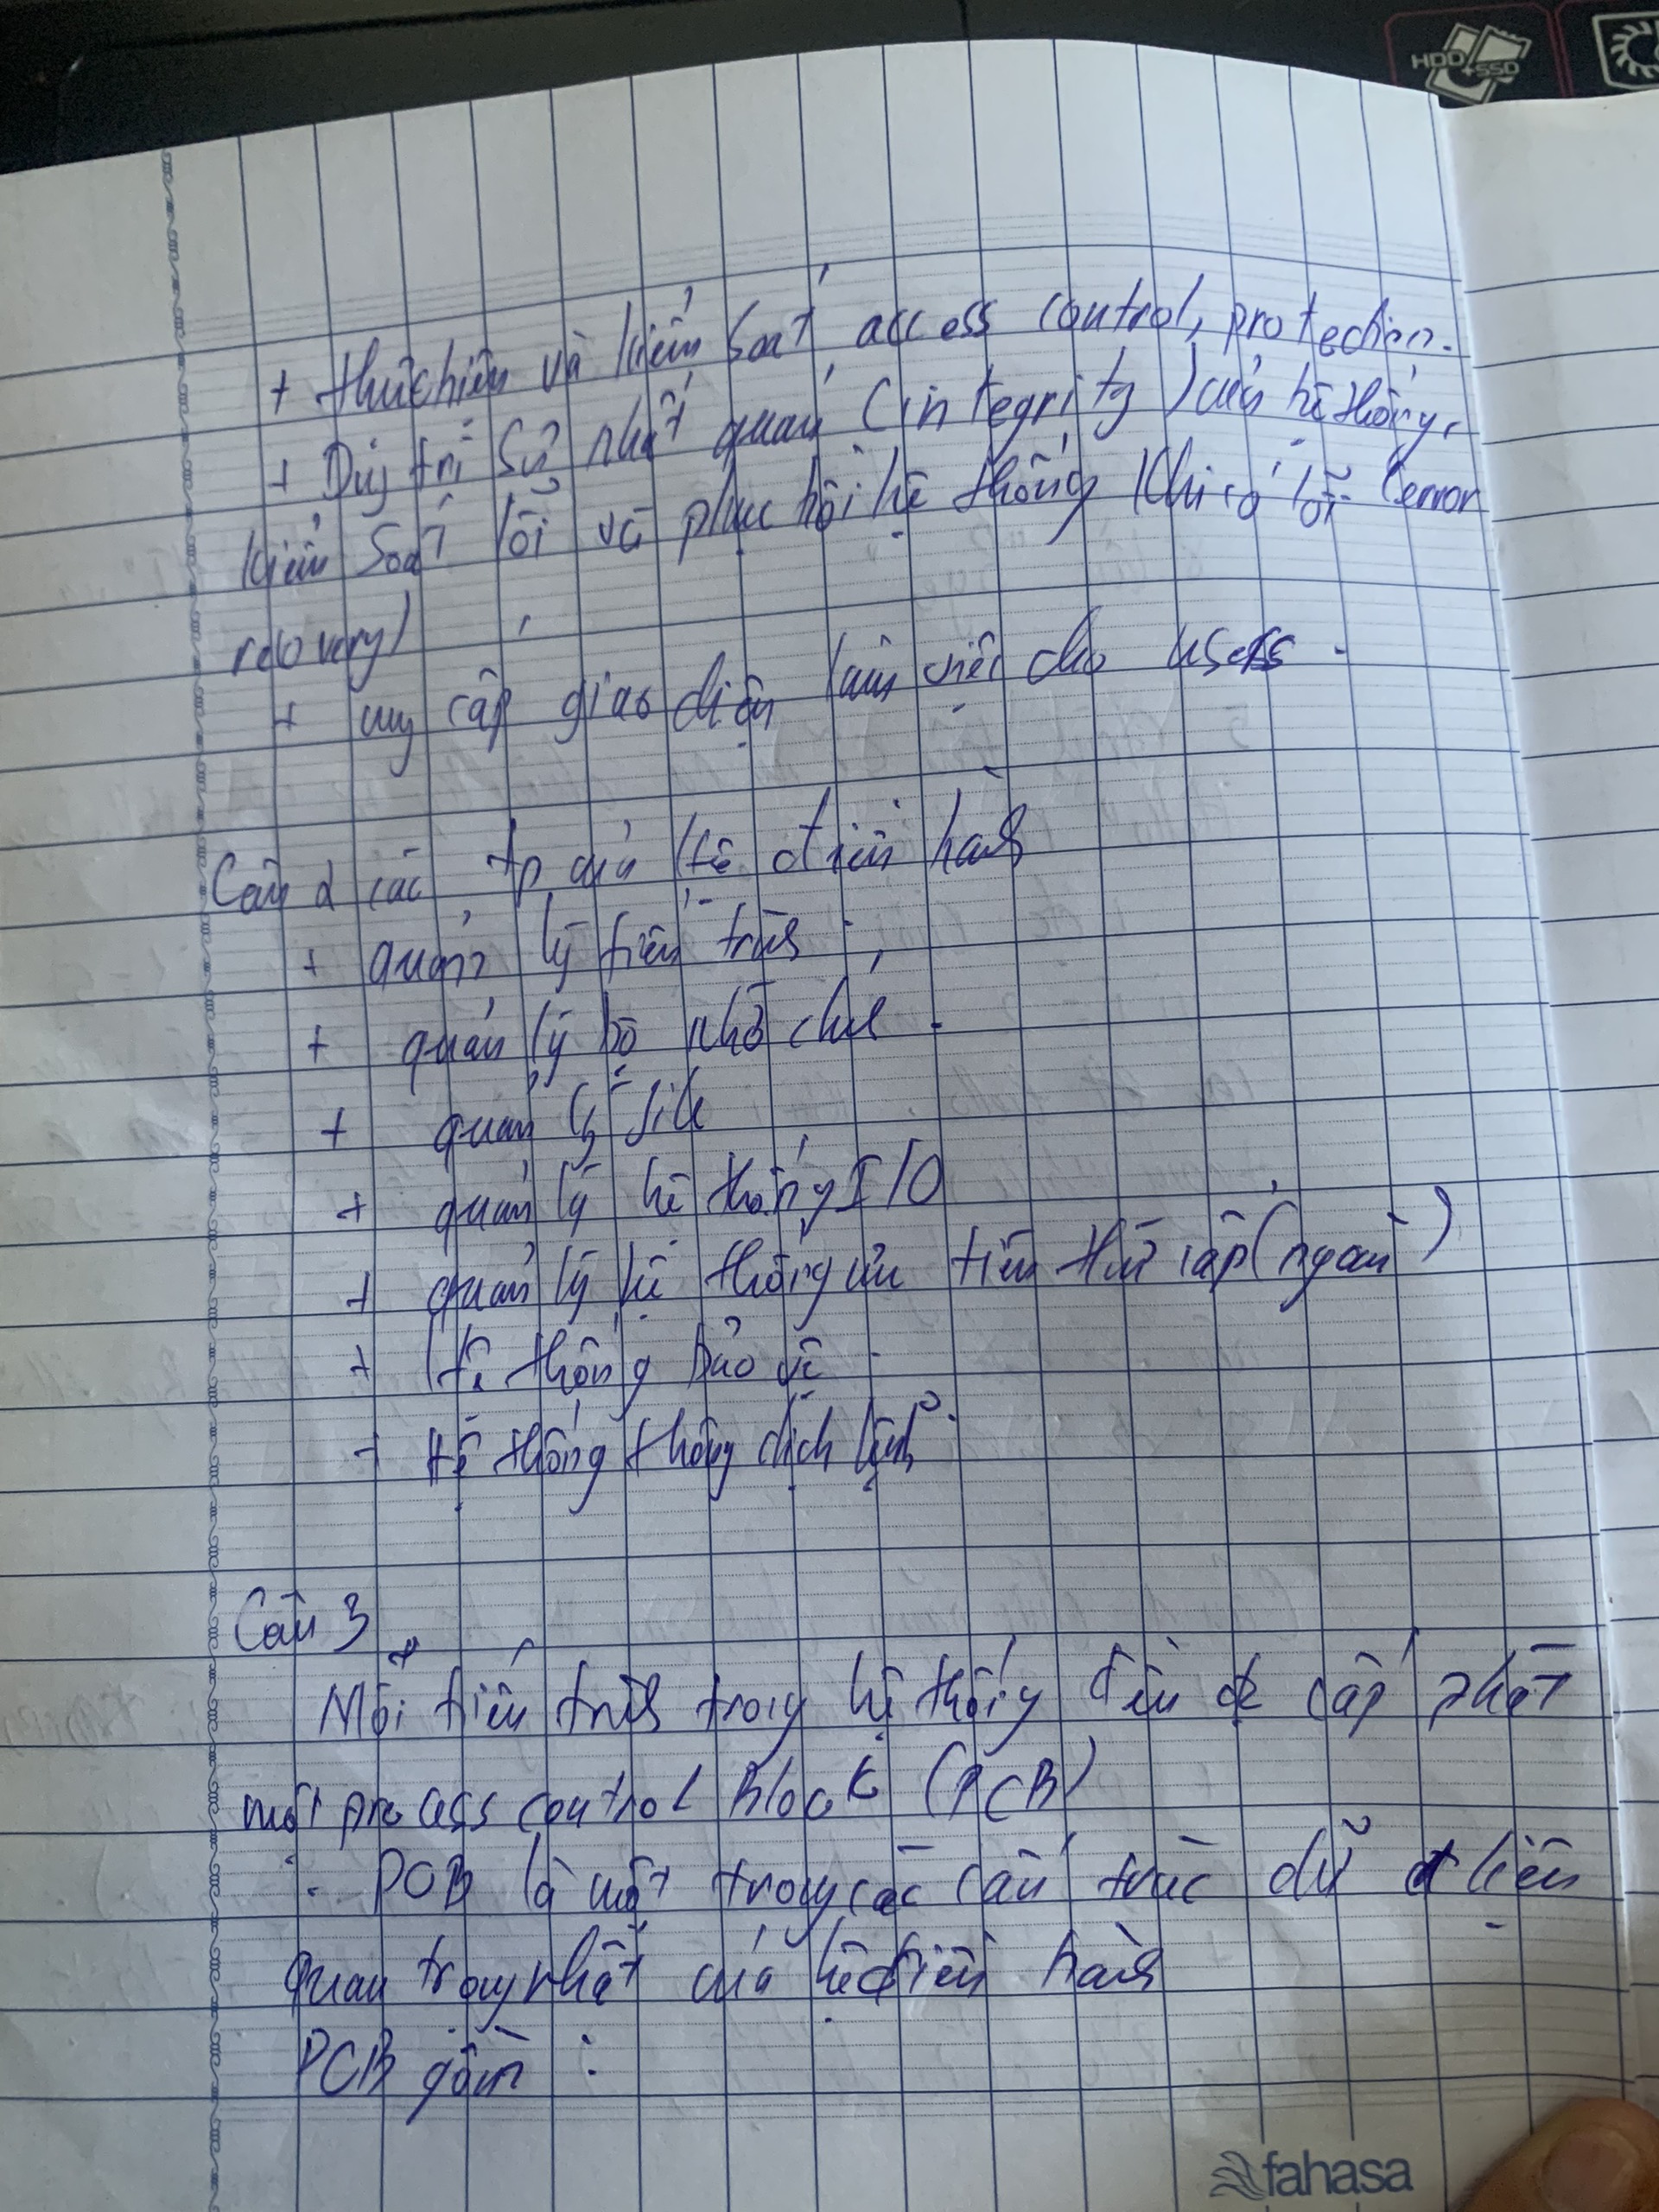 HDD+SSD
+ thực hiện và kiểm soát access control, protection.
+ Duy trì sự nhất quán (integrity) của hệ thống,
kiểm soát lỗi và phục hồi hệ thống khi có lỗi (error
recovery)
+ cung cấp giao diện làm việc cho users.
Câu 2 các tp của Hệ điều hành
+ quản lý tiến trình.
+ quản lý bộ nhớ chính.
+ quản lý file
+ quản lý hệ thống I/O
+ quản lý hệ thống lưu trữ thứ cấp (ngoài)
+ Hệ thống bảo vệ.
+ Hệ thống thông dịch lệnh.
Câu 3
Mỗi tiến trình trong hệ thống đều đc cấp phát
một process control Block (PCB)
. PCB là một trong các cấu trúc dữ liệu
quan trọng nhất của hệ điều hành
PCB gồm :
fahasa